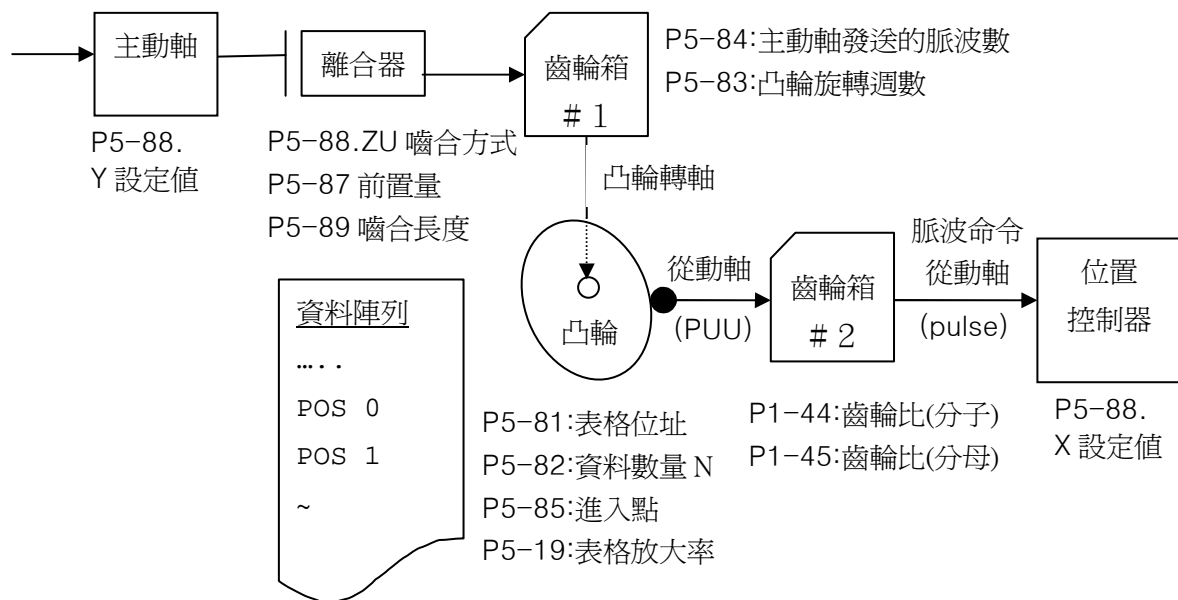 主動軸
離合器
齒輪箱
# 1
P5-84:主動軸發送的脈波數
P5-83:凸輪旋轉週數
P5-88.
Y 設定值
P5-88.ZU 嚙合方式
P5-87 前置量
P5-89 嚙合長度
凸輪轉軸
凸輪
從動軸
(PUU)
齒輪箱
# 2
脈波命令
從動軸
(pulse)
位置
控制器
資料陣列
…..
POS 0
POS 1
~
P5-81:表格位址
P5-82:資料數量 N
P5-85:進入點
P5-19:表格放大率
P1-44:齒輪比(分子)
P1-45:齒輪比(分母)
P5-88.
X 設定值